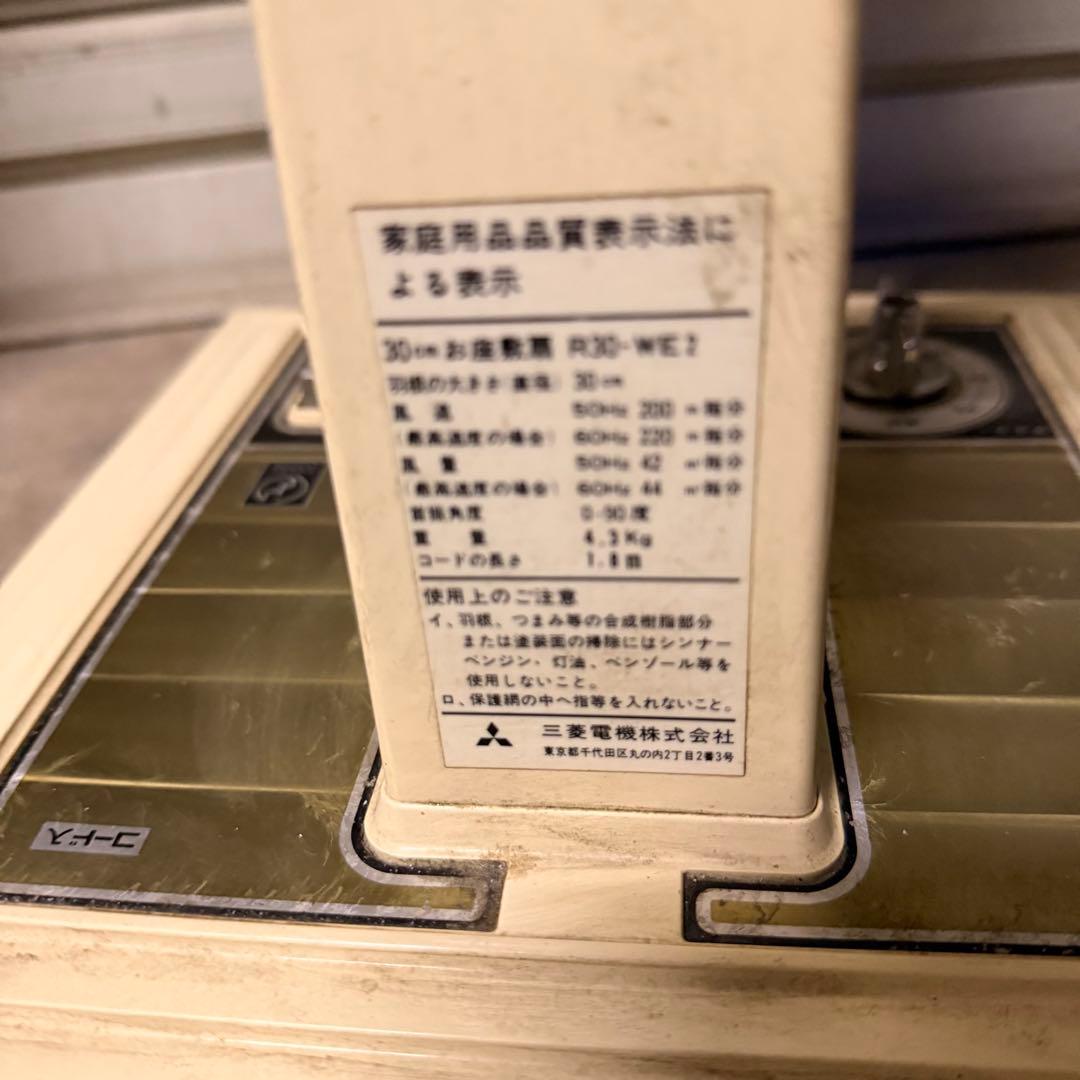 家庭用品品質表示法に
よる表示
30cmお座敷扇 R30-WE2
羽根の大きさ(直径) 30cm
風速 50Hz 200 m毎分
(最高速度の場合) 60Hz 220 m毎分
風量 50Hz 42 m³毎分
(最高速度の場合) 60Hz 44 m³毎分
首振角度 0-90度
重量 4.3Kg
コードの長さ 1.8m
使用上のご注意
イ、羽根、つまみ等の合成樹脂部分
または塗装面の掃除にはシンナー
ベンジン・灯油、ベンゾール等を
使用しないこと。
ロ、保護網の中へ指等を入れないこと。
三菱電機株式会社
東京都千代田区丸の内2丁目2番3号
コードス